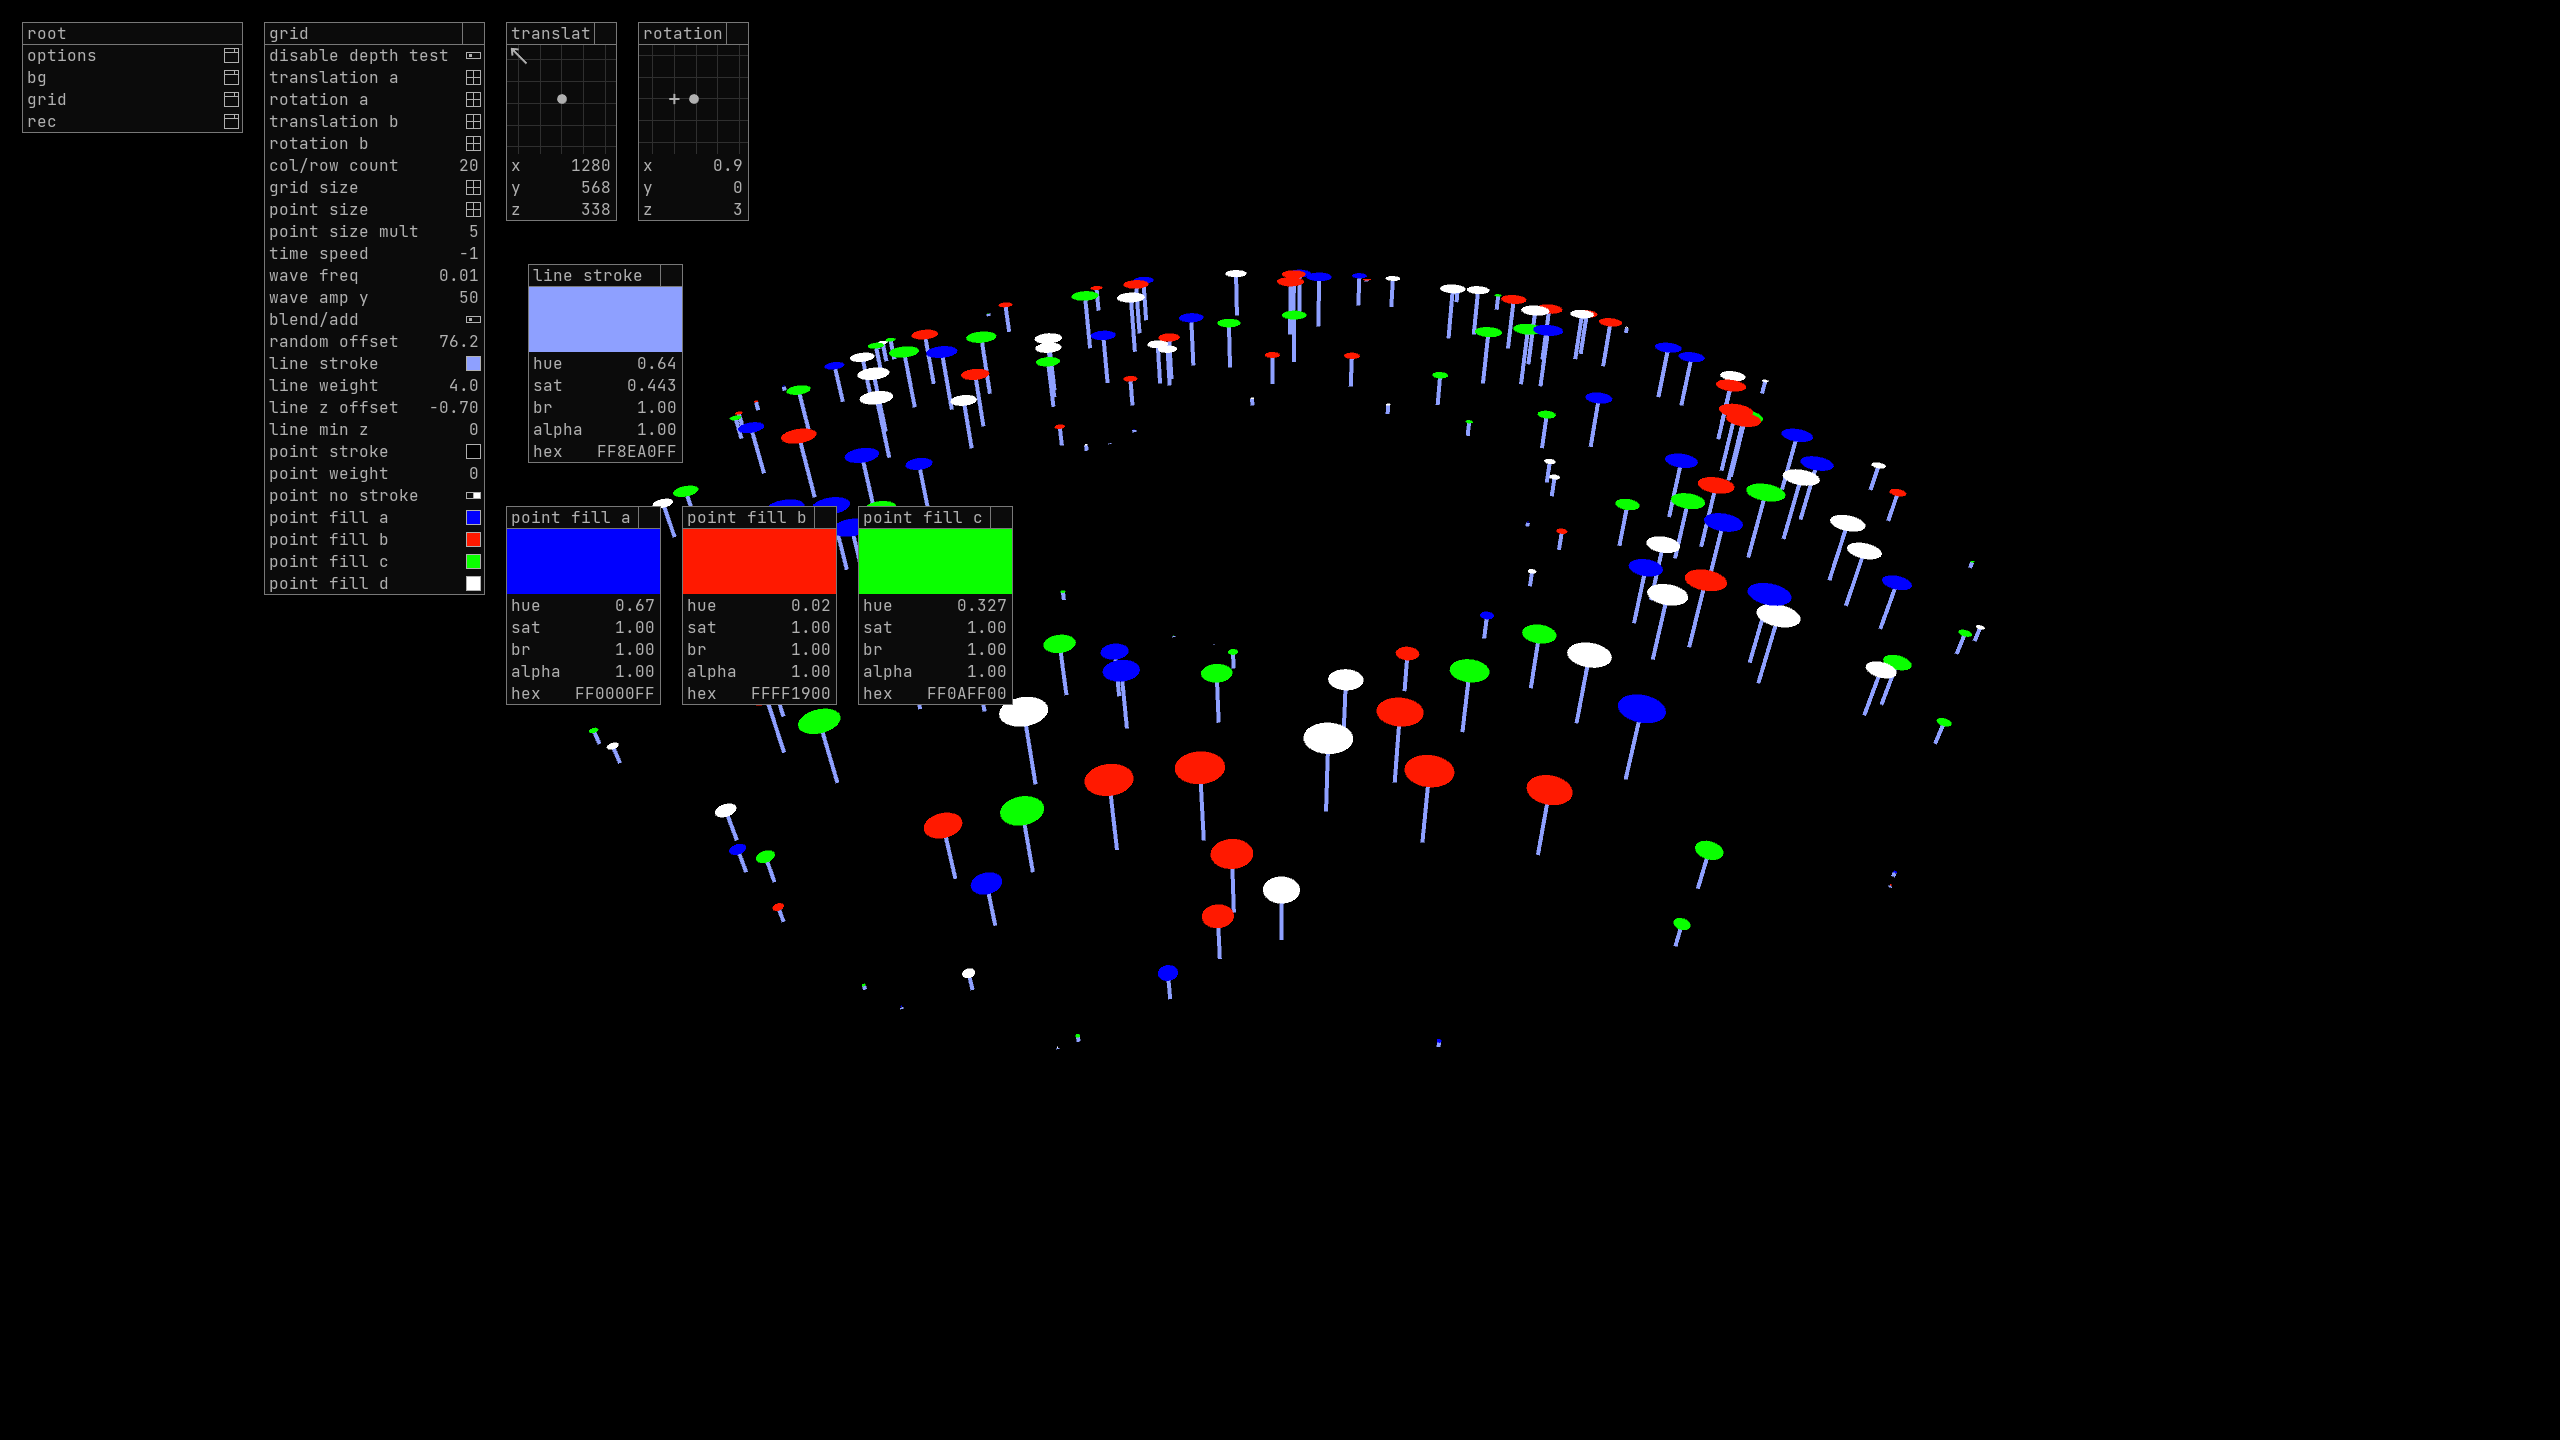 root
options
bg
grid
rec
grid
disable depth test
translation a
rotation a
translation b
rotation b
col/row count 20
grid size
point size
point size mult 5
time speed -1
wave freq 0.01
wave amp y 50
blend/add
random offset 76.2
line stroke
line weight 4.0
line z offset -0.70
line min z 0
point stroke
point weight 0
point no stroke
point fill a
point fill b
point fill c
point fill d
translat
x 1280
y 568
z 338
rotation
x 0.9
y 0
z 3
line stroke
hue 0.64
sat 0.443
br 1.00
alpha 1.00
hex FF8EA0FF
point fill a
hue 0.67
sat 1.00
br 1.00
alpha 1.00
hex FF0000FF
point fill b
hue 0.02
sat 1.00
br 1.00
alpha 1.00
hex FFFF1900
point fill c
hue 0.327
sat 1.00
br 1.00
alpha 1.00
hex FF0AFF00